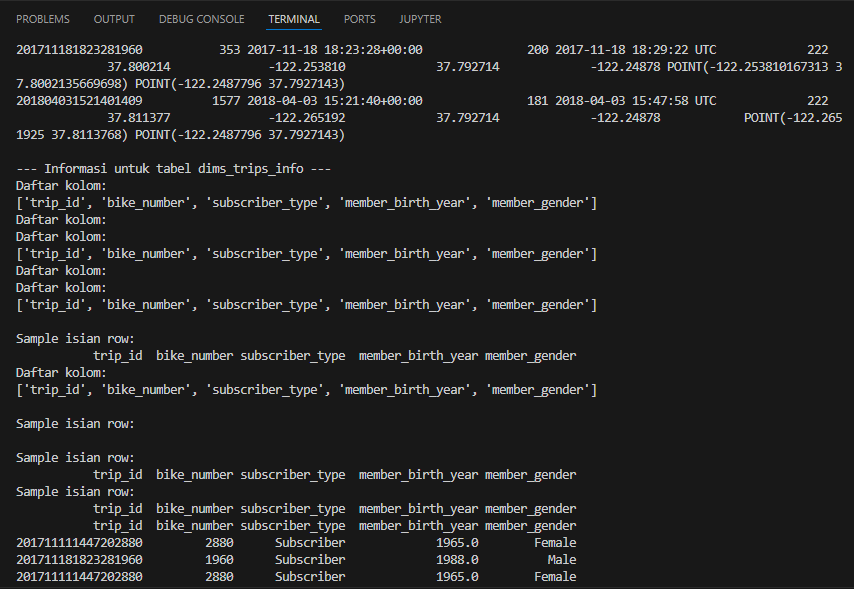 PROBLEMS OUTPUT DEBUG CONSOLE TERMINAL PORTS JUPYTER
201711181823281960 353 2017-11-18 18:23:28+00:00 200 2017-11-18 18:29:22 UTC 222
37.800214 -122.253810 37.792714 -122.24878 POINT(-122.253810167313 3
7.8002135669698) POINT(-122.2487796 37.7927143)
201804031521401409 1577 2018-04-03 15:21:40+00:00 181 2018-04-03 15:47:58 UTC 222
37.811377 -122.265192 37.792714 -122.24878 POINT(-122.265
1925 37.8113768) POINT(-122.2487796 37.7927143)
--- Informasi untuk tabel dims_trips_info ---
Daftar kolom:
['trip_id', 'bike_number', 'subscriber_type', 'member_birth_year', 'member_gender']
Daftar kolom:
Daftar kolom:
['trip_id', 'bike_number', 'subscriber_type', 'member_birth_year', 'member_gender']
Daftar kolom:
Daftar kolom:
['trip_id', 'bike_number', 'subscriber_type', 'member_birth_year', 'member_gender']
Sample isian row:
trip_id bike_number subscriber_type member_birth_year member_gender
Daftar kolom:
['trip_id', 'bike_number', 'subscriber_type', 'member_birth_year', 'member_gender']
Sample isian row:
Sample isian row:
trip_id bike_number subscriber_type member_birth_year member_gender
Sample isian row:
trip_id bike_number subscriber_type member_birth_year member_gender
trip_id bike_number subscriber_type member_birth_year member_gender
201711111447202880 2880 Subscriber 1965.0 Female
201711181823281960 1960 Subscriber 1988.0 Male
201711111447202880 2880 Subscriber 1965.0 Female